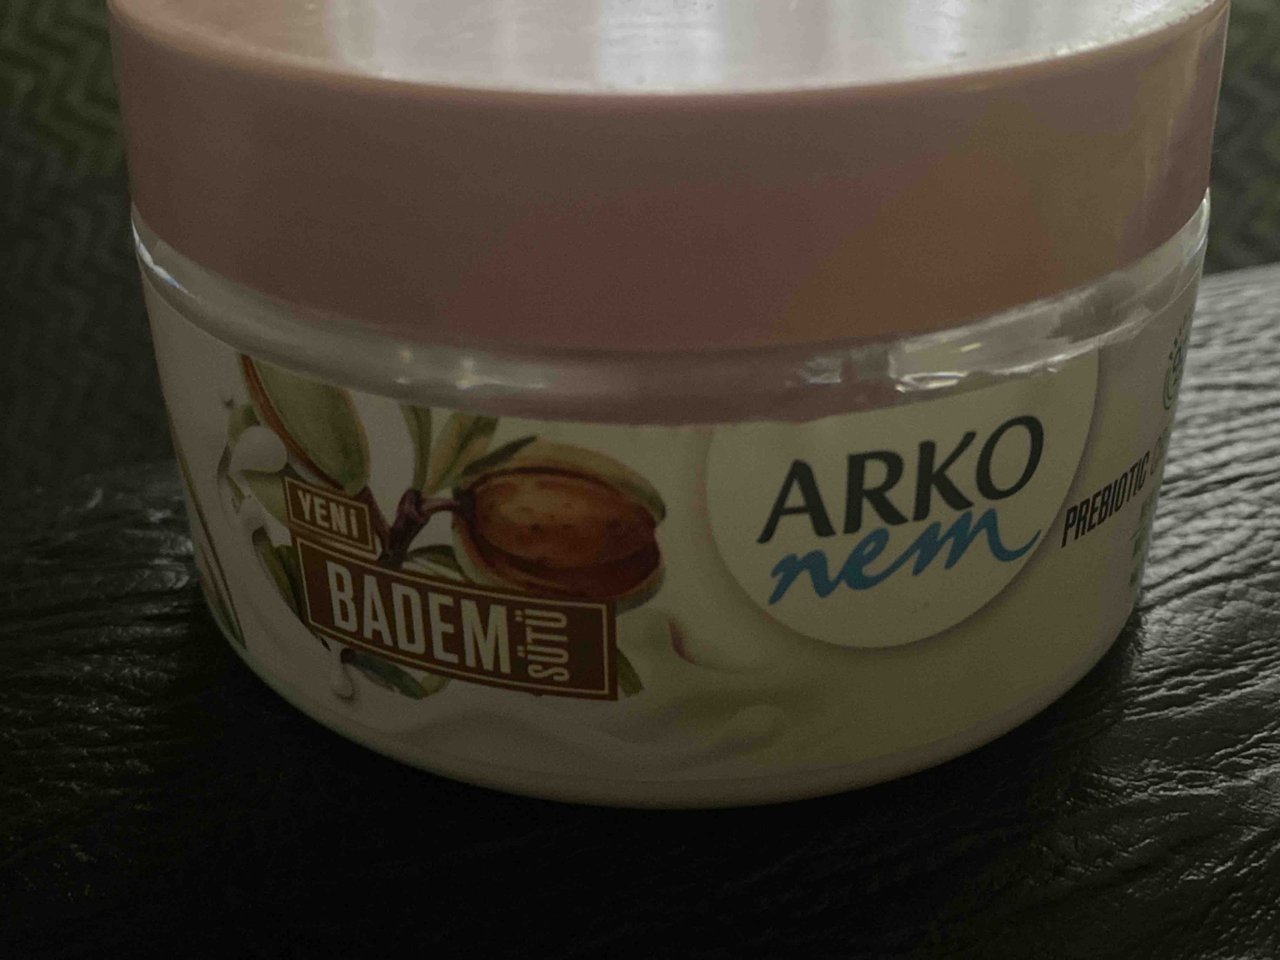 YENİ
BADEM
SÜTÜ
ARKO
nem
PREBIOTIC